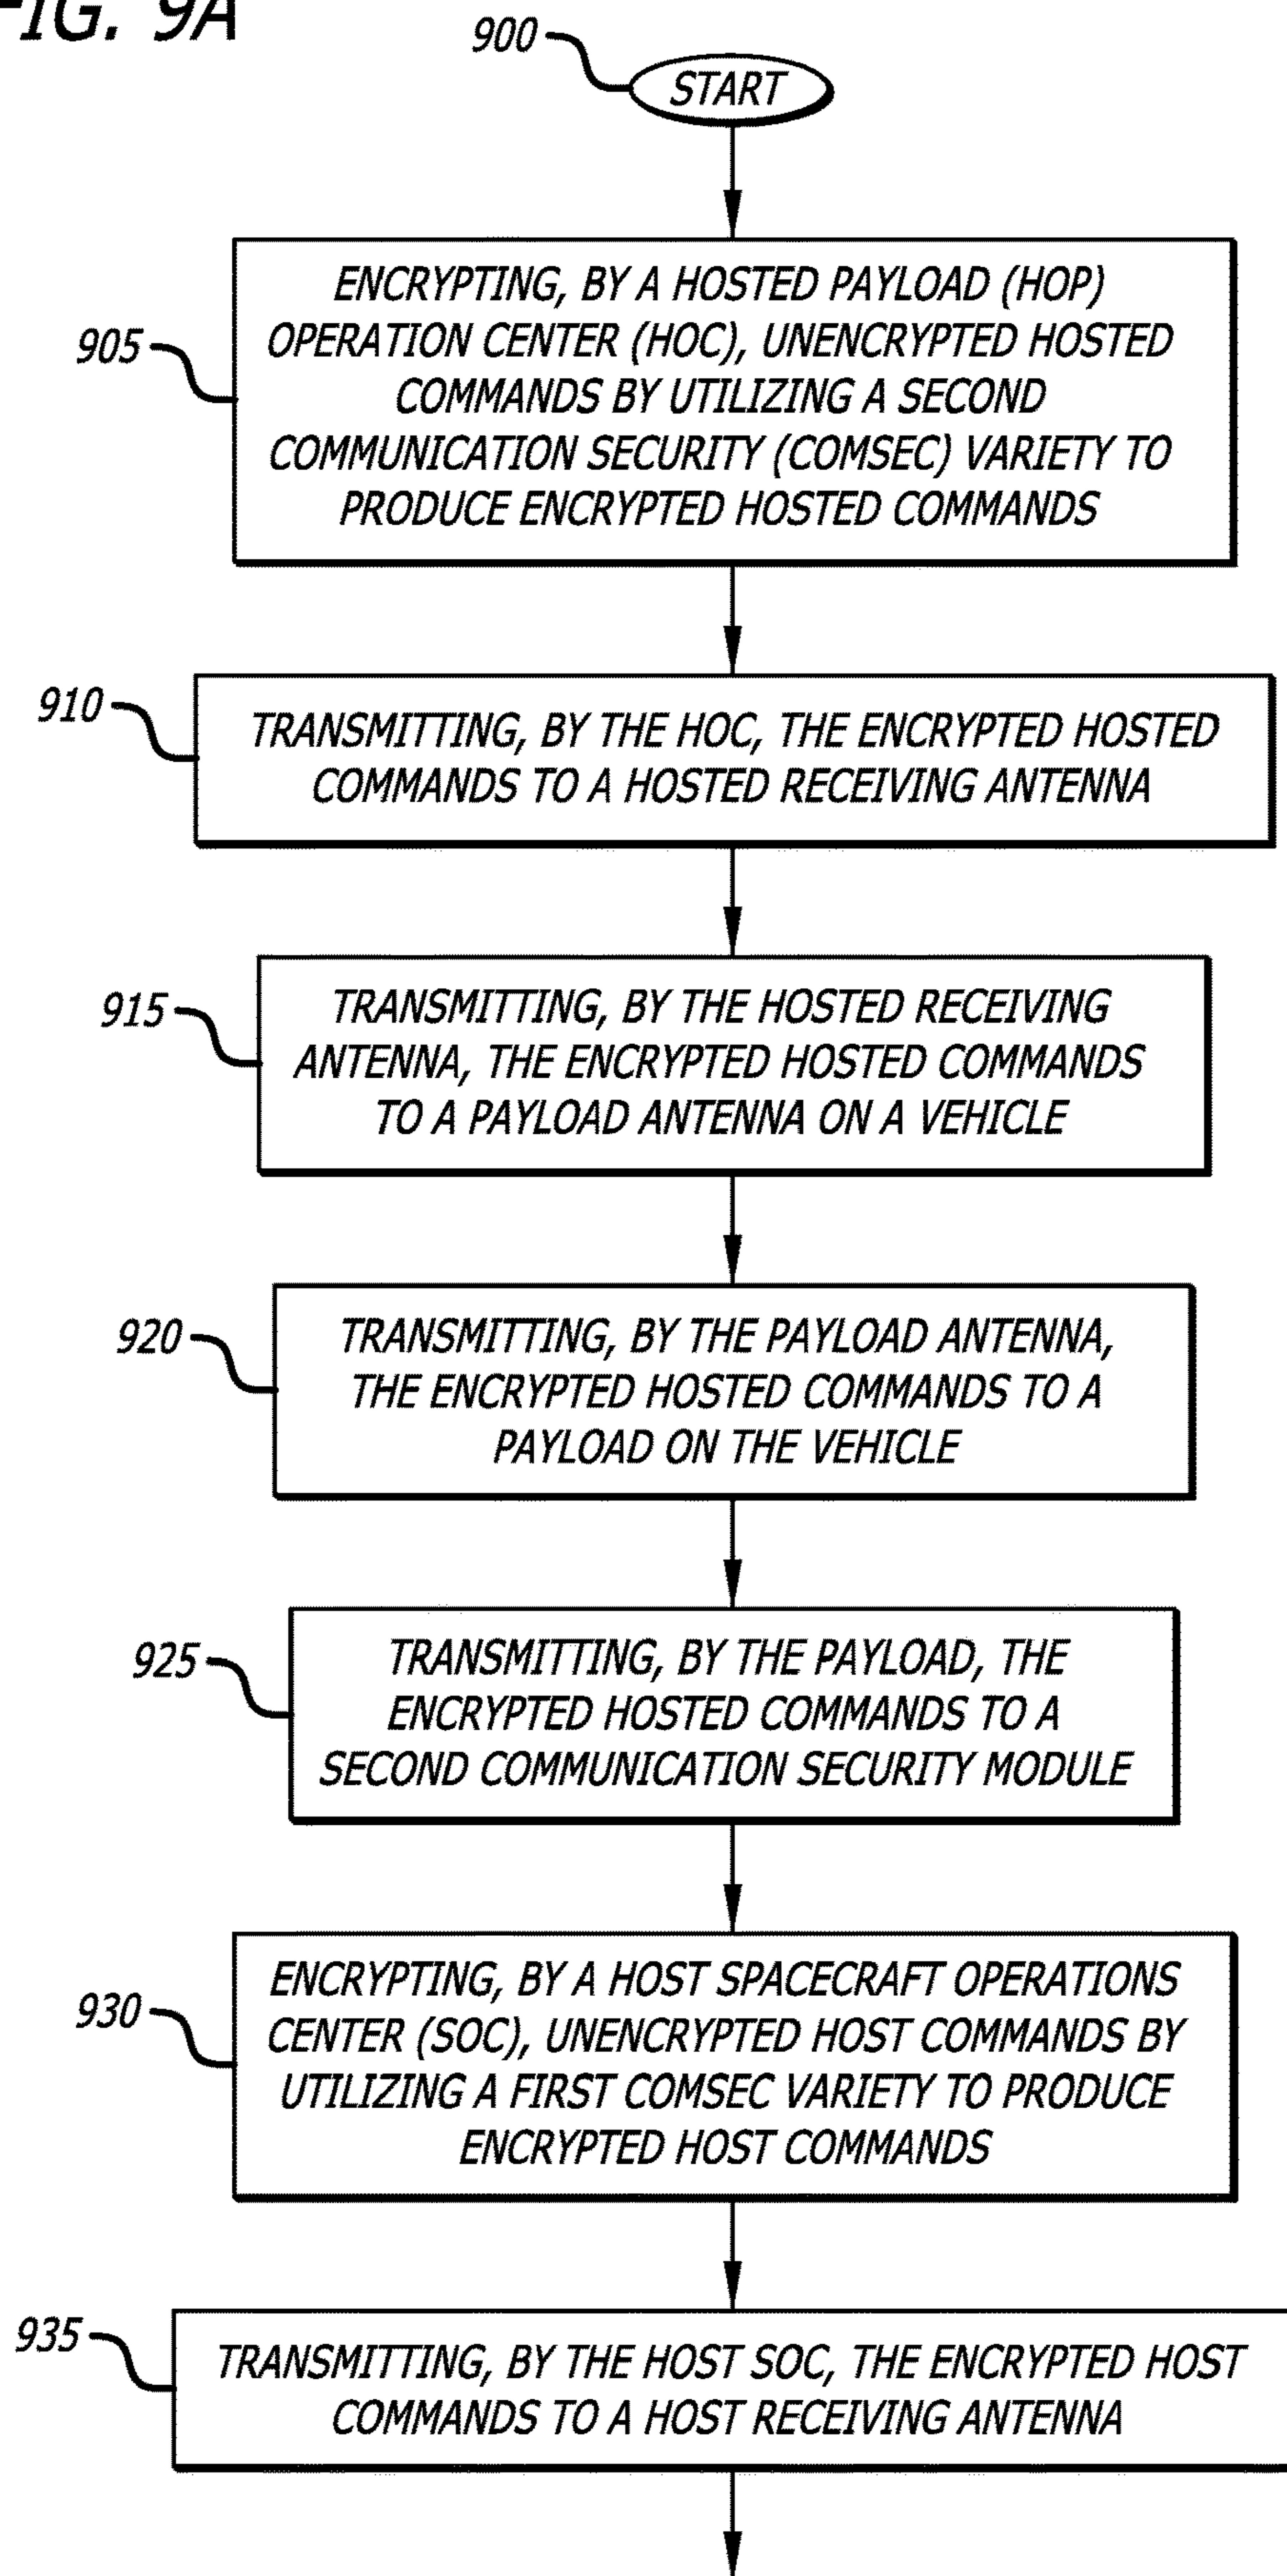 FIG. 9A
900
START
905
ENCRYPTING, BY A HOSTED PAYLOAD (HOP)
OPERATION CENTER (HOC), UNENCRYPTED HOSTED
COMMANDS BY UTILIZING A SECOND
COMMUNICATION SECURITY (COMSEC) VARIETY TO
PRODUCE ENCRYPTED HOSTED COMMANDS
910
TRANSMITTING, BY THE HOC, THE ENCRYPTED HOSTED
COMMANDS TO A HOSTED RECEIVING ANTENNA
915
TRANSMITTING, BY THE HOSTED RECEIVING
ANTENNA, THE ENCRYPTED HOSTED COMMANDS
TO A PAYLOAD ANTENNA ON A VEHICLE
920
TRANSMITTING, BY THE PAYLOAD ANTENNA,
THE ENCRYPTED HOSTED COMMANDS TO A
PAYLOAD ON THE VEHICLE
925
TRANSMITTING, BY THE PAYLOAD, THE
ENCRYPTED HOSTED COMMANDS TO A
SECOND COMMUNICATION SECURITY MODULE
930
ENCRYPTING, BY A HOST SPACECRAFT OPERATIONS
CENTER (SOC), UNENCRYPTED HOST COMMANDS BY
UTILIZING A FIRST COMSEC VARIETY TO PRODUCE
ENCRYPTED HOST COMMANDS
935
TRANSMITTING, BY THE HOST SOC, THE ENCRYPTED HOST
COMMANDS TO A HOST RECEIVING ANTENNA